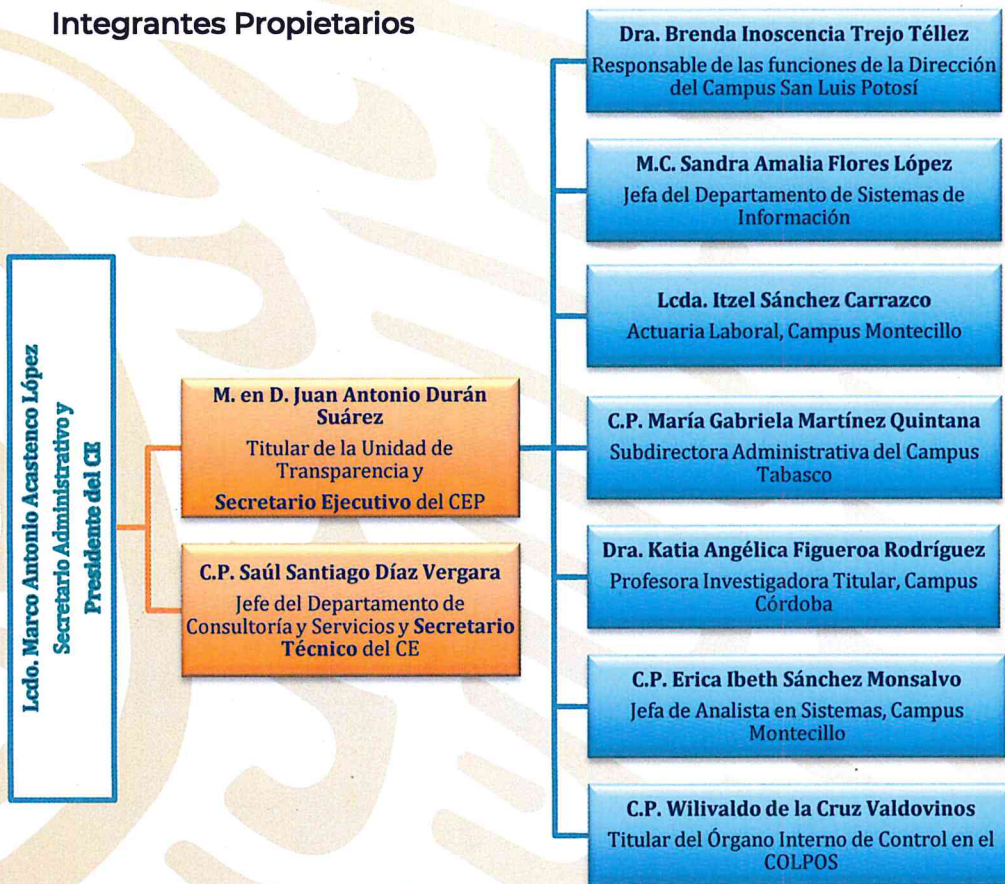 Integrantes Propietarios
Lcdo. Marco Antonio Acastenco López
Secretario Administrativo y
Presidente del CE
M. en D. Juan Antonio Durán
Suárez
Titular de la Unidad de
Transparencia y
Secretario Ejecutivo del CEP
C.P. Saúl Santiago Díaz Vergara
Jefe del Departamento de
Consultoría y Servicios y Secretario
Técnico del CE
Dra. Brenda Inoscencia Trejo Téllez
Responsable de las funciones de la Dirección
del Campus San Luis Potosí
M.C. Sandra Amalia Flores López
Jefa del Departamento de Sistemas de
Información
Lcda. Itzel Sánchez Carrazco
Actuaria Laboral, Campus Montecillo
C.P. María Gabriela Martínez Quintana
Subdirectora Administrativa del Campus
Tabasco
Dra. Katia Angélica Figueroa Rodríguez
Profesora Investigadora Titular, Campus
Córdoba
C.P. Erica Ibeth Sánchez Monsalvo
Jefa de Analista en Sistemas, Campus
Montecillo
C.P. Wilivaldo de la Cruz Valdovinos
Titular del Órgano Interno de Control en el
COLPOS